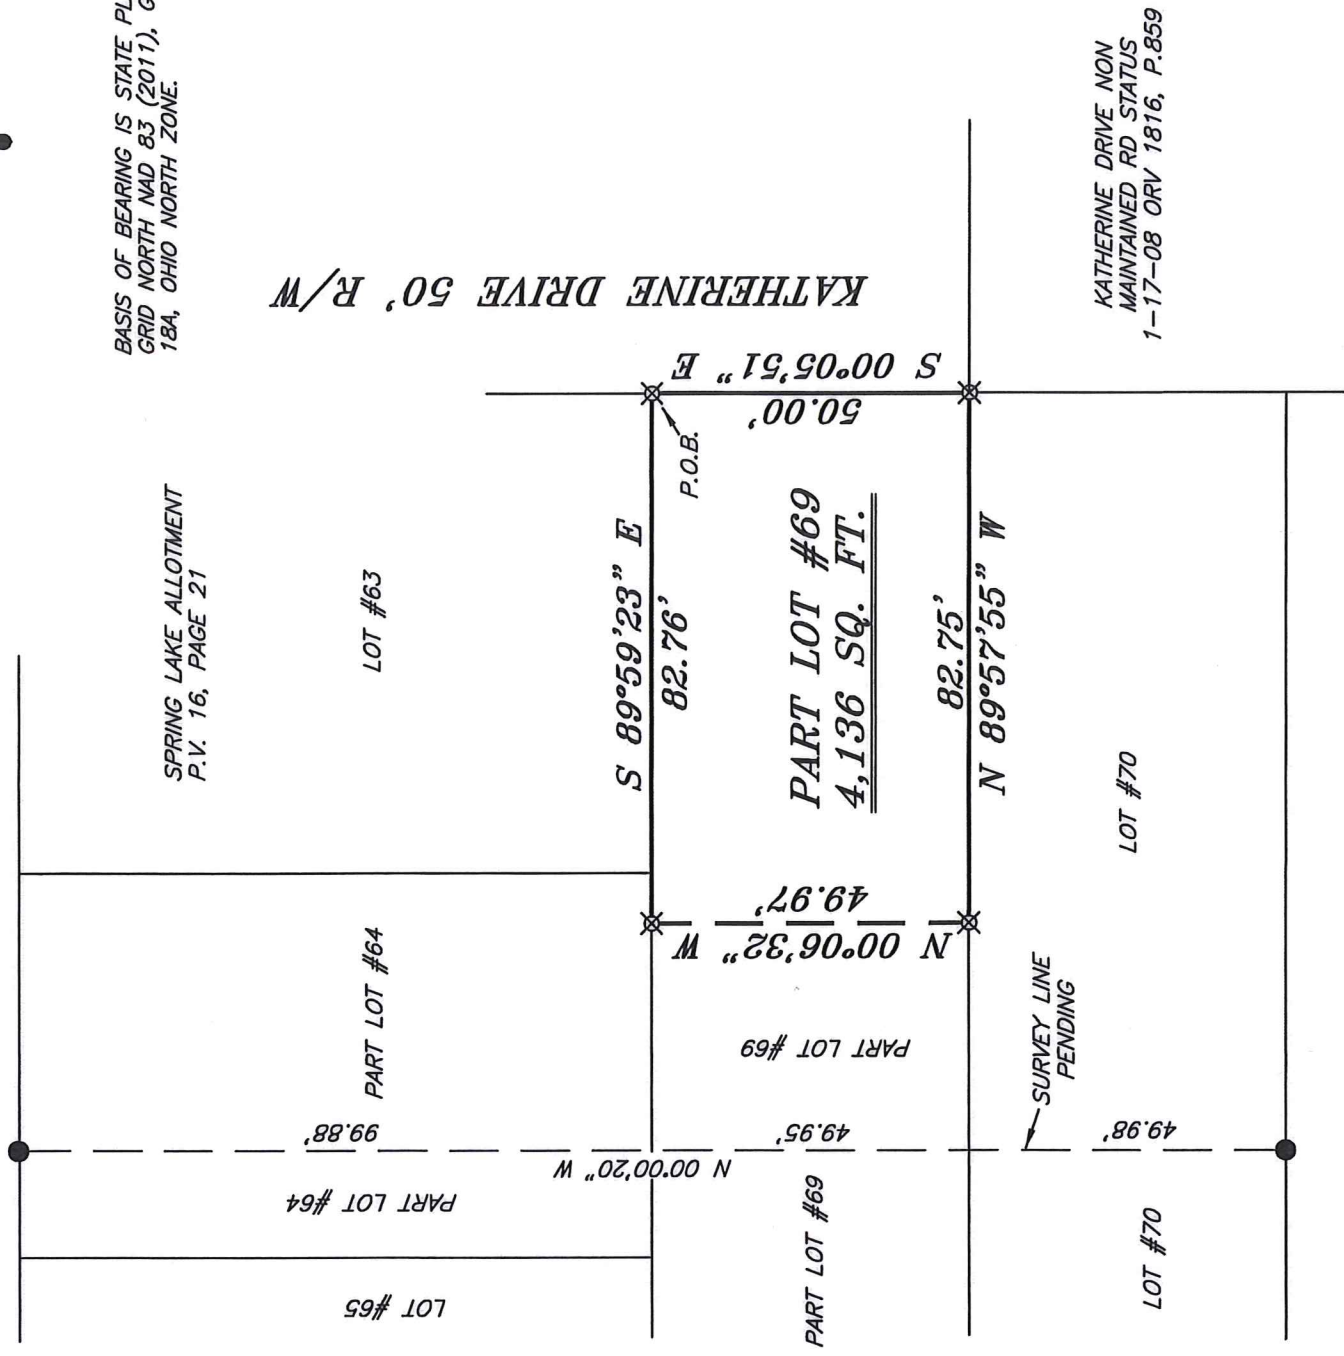 BASIS OF BEARING IS STATE PL
GRID NORTH NAD 83 (2011), G
18A, OHIO NORTH ZONE.
SPRING LAKE ALLOTMENT
P.V. 16, PAGE 21
LOT #63
KATHERINE DRIVE 50' R/W
S 00°05'51" E
50.00'
P.O.B.
S 89°59'23" E
82.76'
PART LOT #69
4,136 SQ. FT.
82.75'
N 89°57'55" W
KATHERINE DRIVE NON
MAINTAINED RD STATUS
1-17-08 ORV 1816, P.859
LOT #70
49.97'
N 00°06'32" W
PART LOT #64
PART LOT #69
SURVEY LINE
PENDING
99.88'
49.95'
49.98'
N 00°00'20" W
PART LOT #64
PART LOT #69
LOT #70
LOT #65